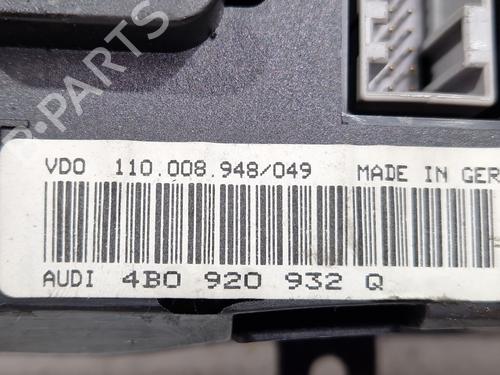 B-PARTS
VDO 110.008.948/049 MADE IN GER
AUDI 4B0 920 932 Q